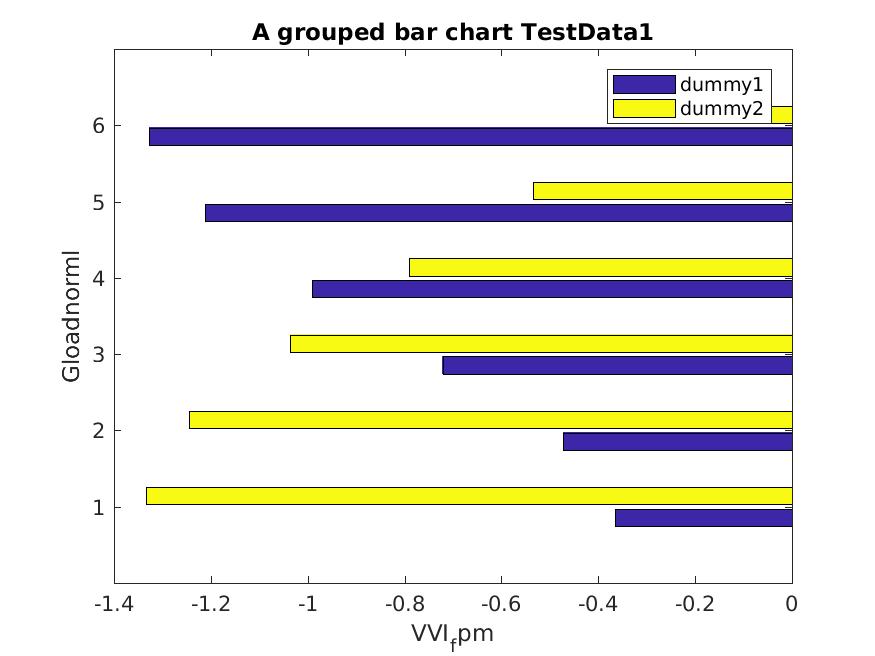 A grouped bar chart TestData1
dummy1
dummy2
6
5
4
3
2
1
Gloadnorml
-1.4 -1.2 -1 -0.8 -0.6 -0.4 -0.2 0
VVI_fpm